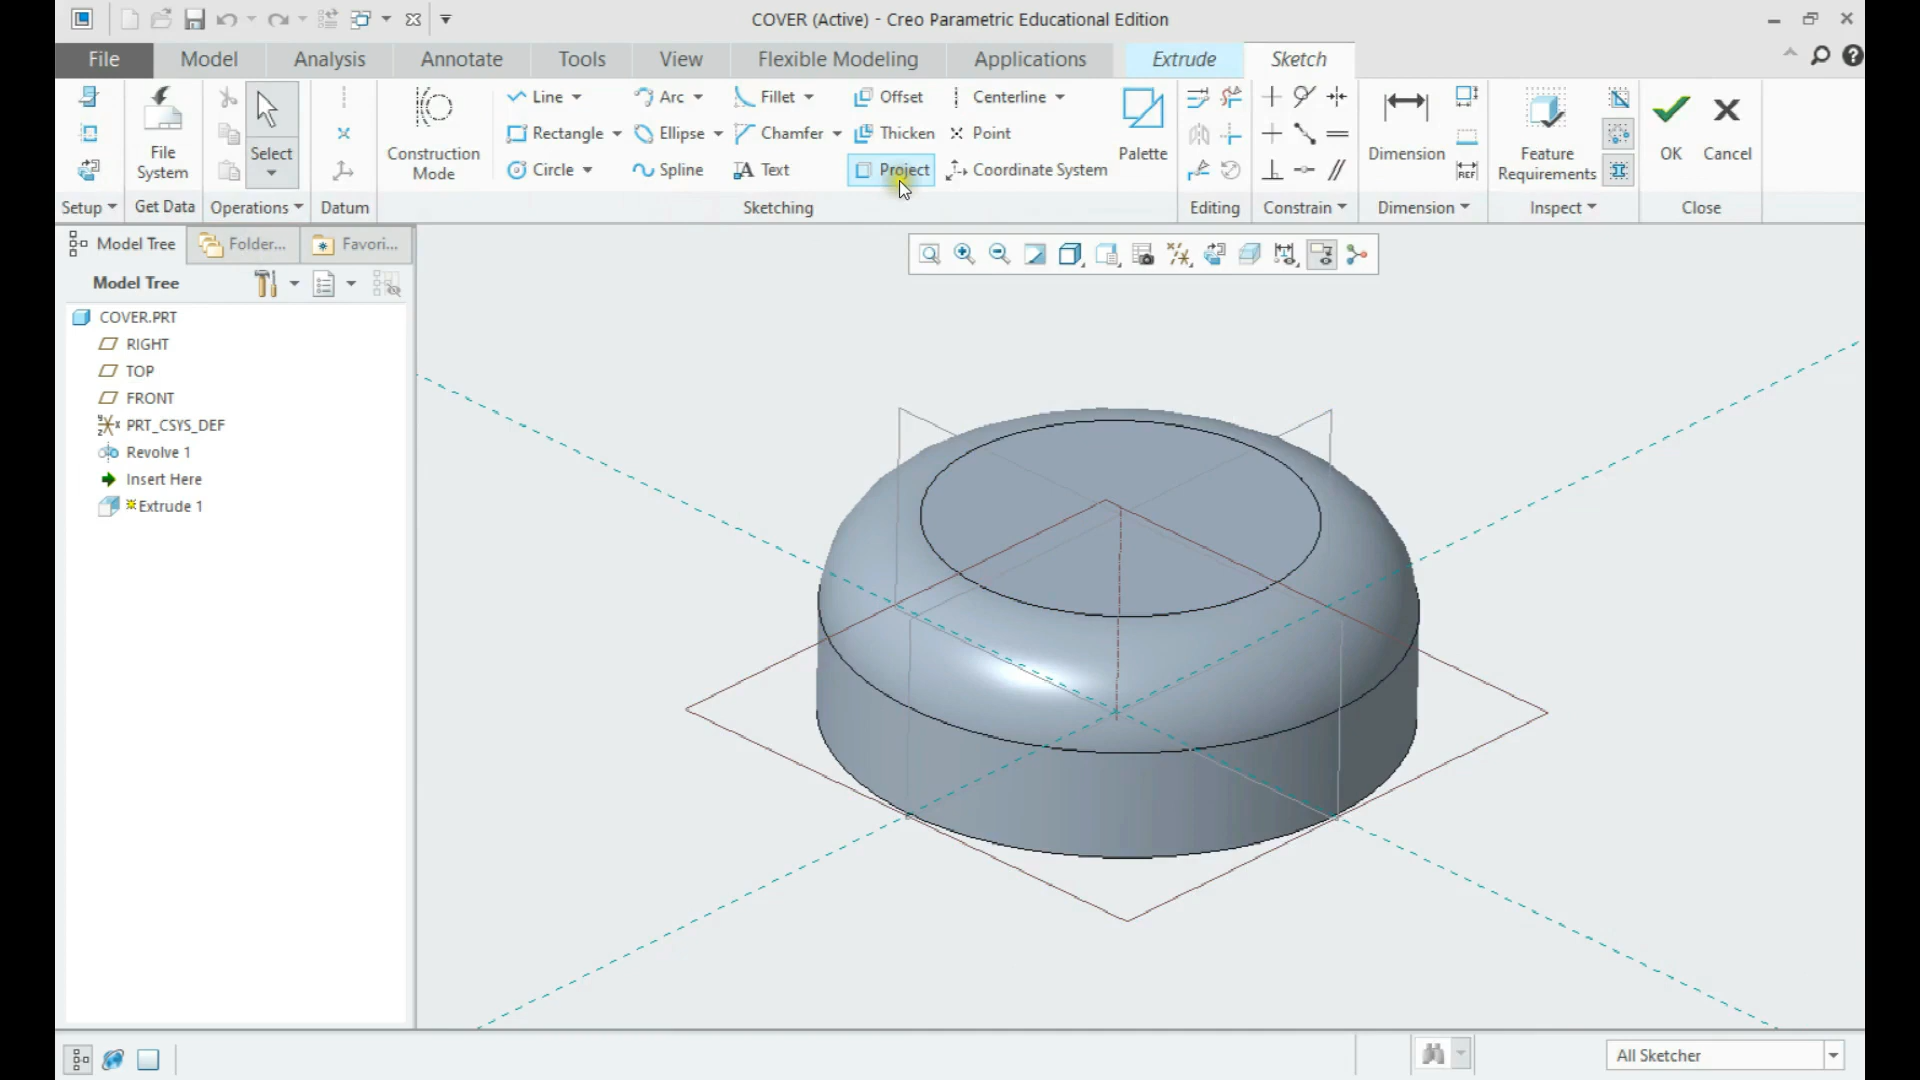 COVER (Active) - Creo Parametric Educational Edition
File Model Analysis Annotate Tools View Flexible Modeling Applications Extrude Sketch
Line Arc Fillet Offset Centerline
Rectangle Ellipse Chamfer Thicken Point
Circle Spline Text Project Coordinate System
File System
Select
Construction Mode
Palette
Dimension
Feature Requirements
OK
Cancel
REF
Setup Get Data Operations Datum Sketching Editing Constrain Dimension Inspect Close
Model Tree Folder... Favori...
Model Tree
COVER.PRT
RIGHT
TOP
FRONT
PRT_CSYS_DEF
Revolve 1
Insert Here
Extrude 1
All Sketcher